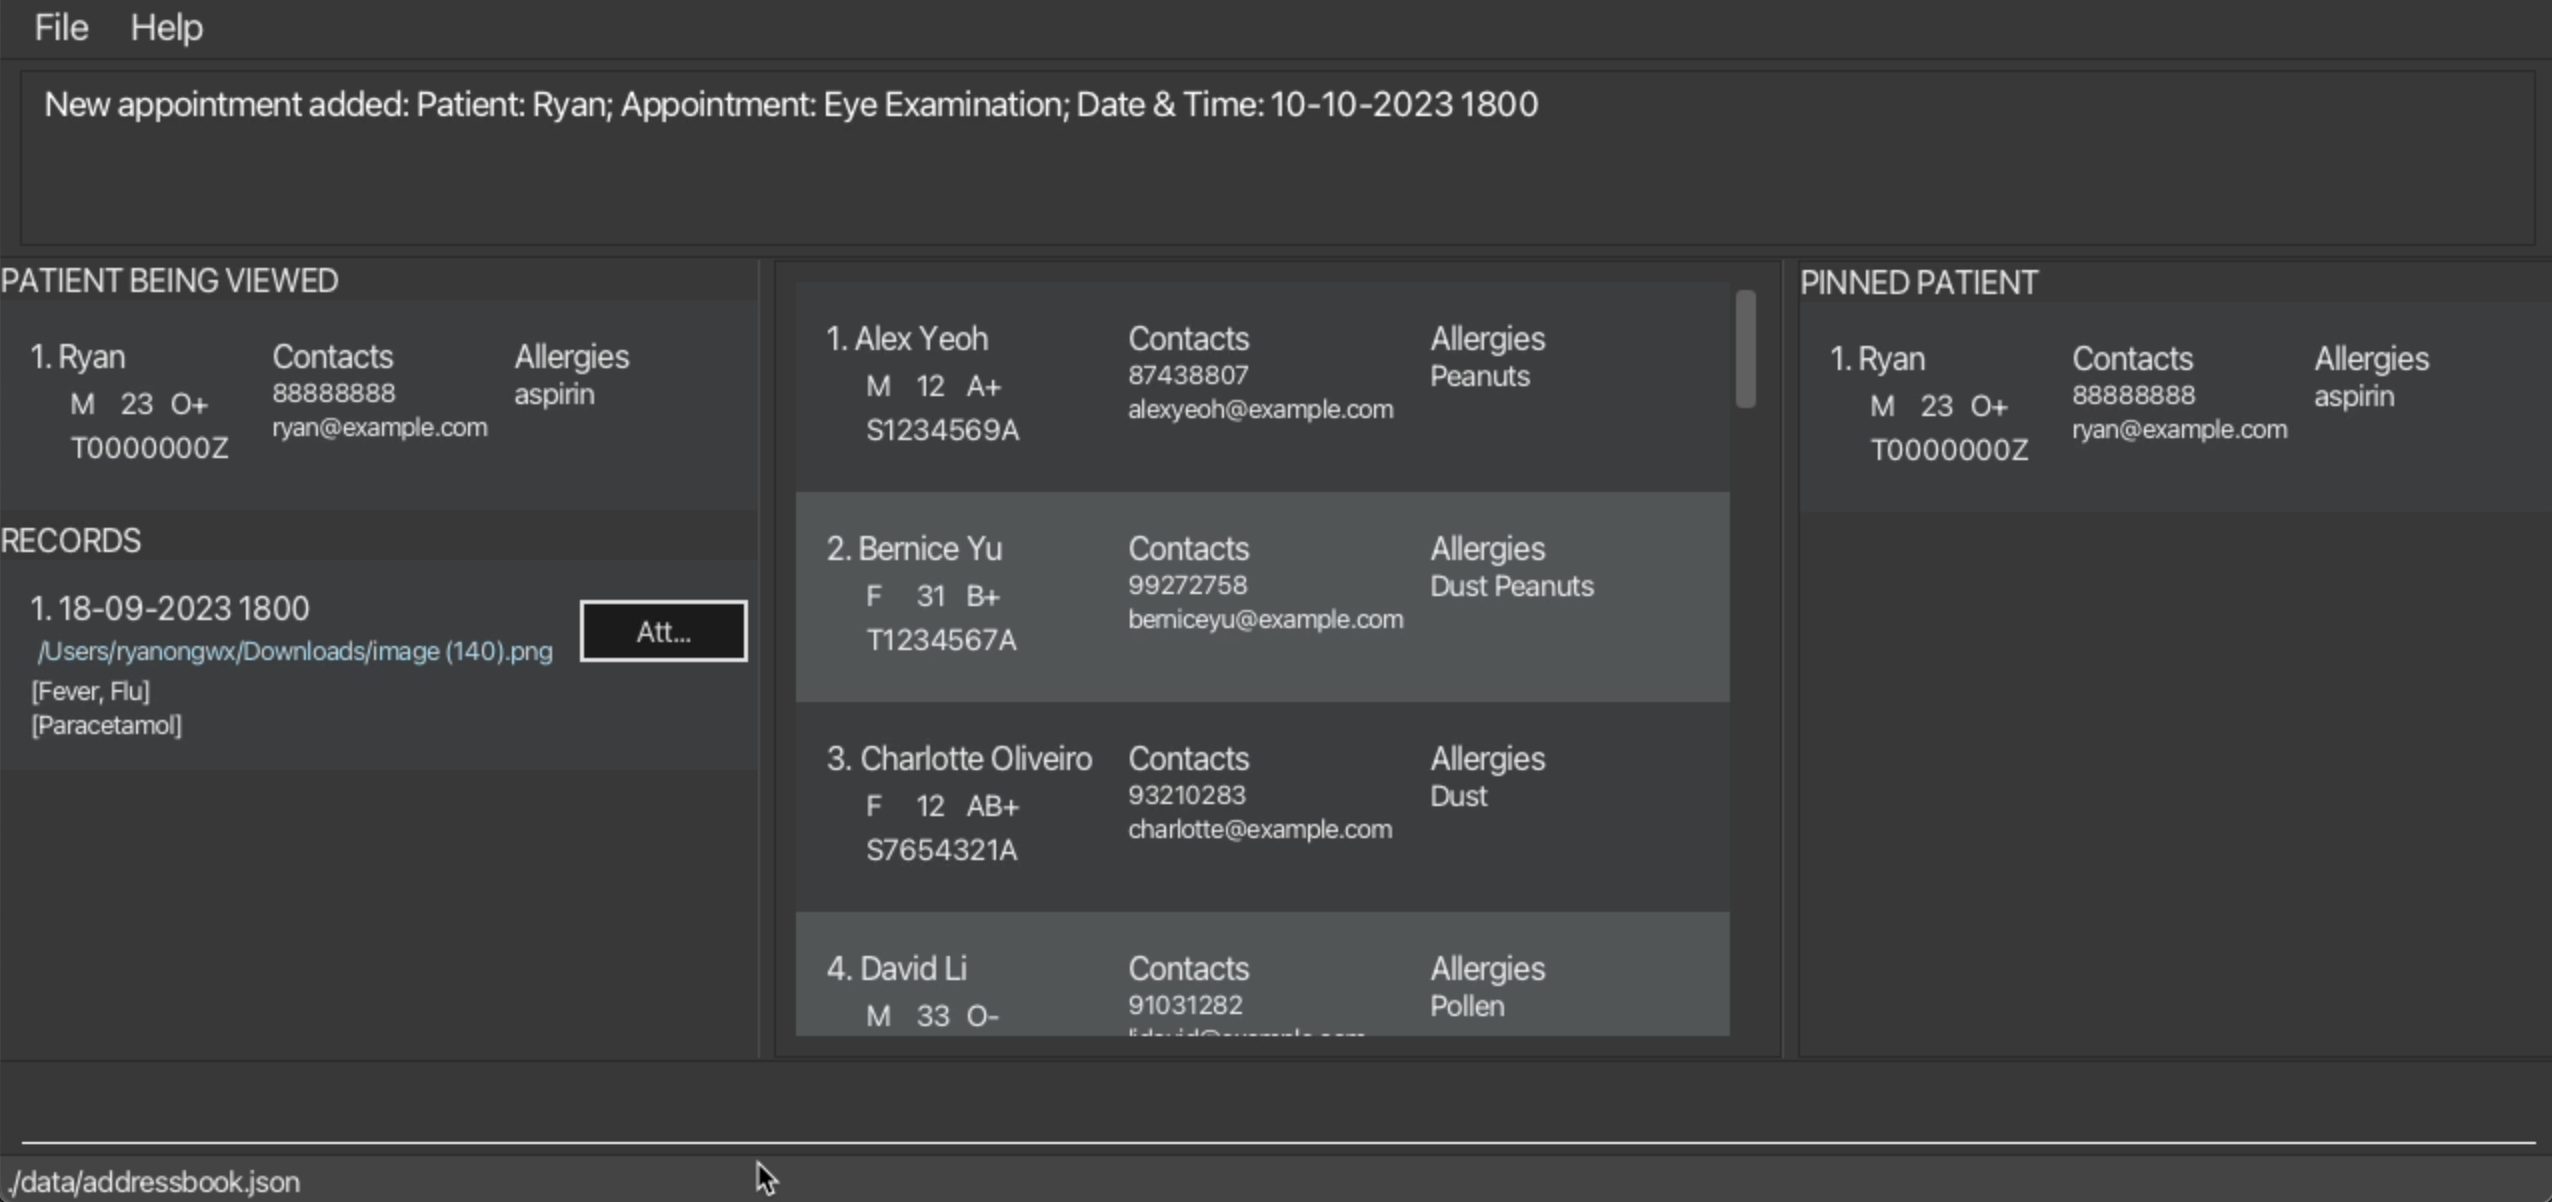 File Help
New appointment added: Patient: Ryan; Appointment: Eye Examination; Date & Time: 10-10-2023 1800
PATIENT BEING VIEWED
1. Ryan Contacts Allergies
M 23 O+ 88888888 aspirin
T0000000Z ryan@example.com
RECORDS
1. 18-09-2023 1800
/Users/ryanongwx/Downloads/image (140).png
Att...
[Fever, Flu]
[Paracetamol]
1. Alex Yeoh Contacts Allergies
M 12 A+ 87438807 Peanuts
S1234569A alexyeoh@example.com
2. Bernice Yu Contacts Allergies
F 31 B+ 99272758 Dust Peanuts
T1234567A berniceyu@example.com
3. Charlotte Oliveiro Contacts Allergies
F 12 AB+ 93210283 Dust
S7654321A charlotte@example.com
4. David Li Contacts Allergies
M 33 O- 91031282 Pollen
PINNED PATIENT
1. Ryan Contacts Allergies
M 23 O+ 88888888 aspirin
T0000000Z ryan@example.com
./data/addressbook.json